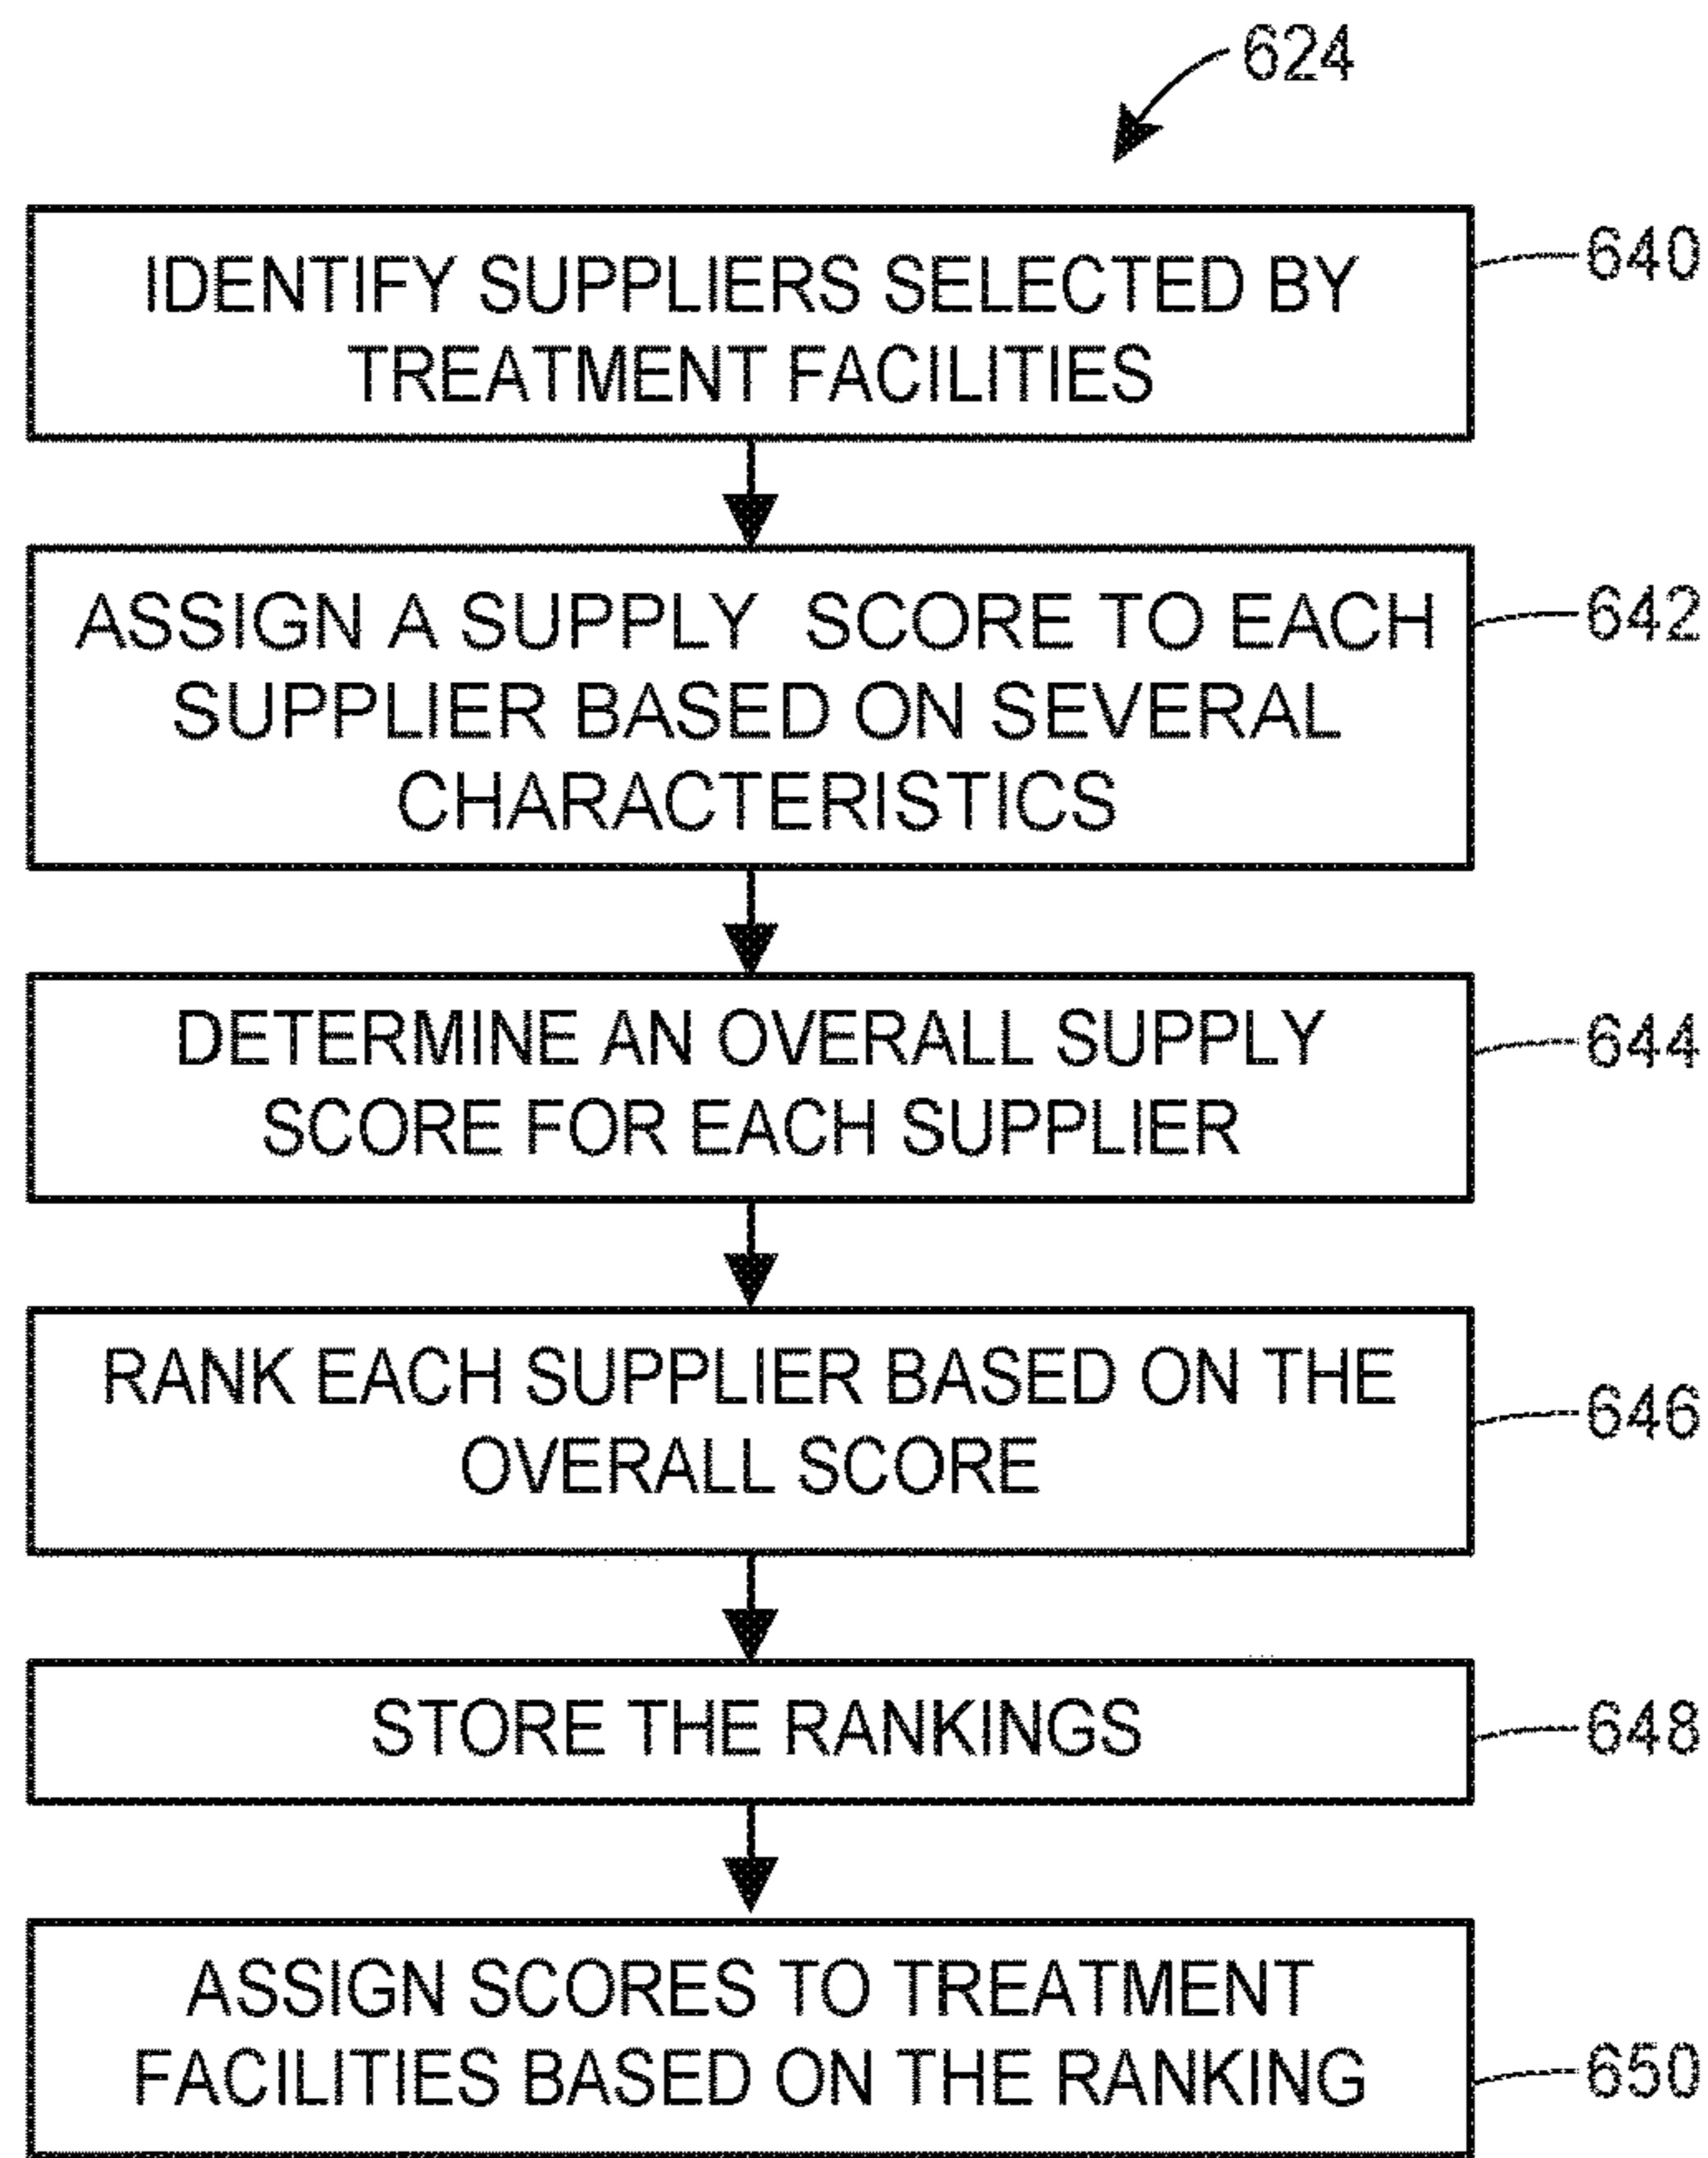 624
IDENTIFY SUPPLIERS SELECTED BY
TREATMENT FACILITIES
640
ASSIGN A SUPPLY SCORE TO EACH
SUPPLIER BASED ON SEVERAL
CHARACTERISTICS
642
DETERMINE AN OVERALL SUPPLY
SCORE FOR EACH SUPPLIER
644
RANK EACH SUPPLIER BASED ON THE
OVERALL SCORE
646
STORE THE RANKINGS
648
ASSIGN SCORES TO TREATMENT
FACILITIES BASED ON THE RANKING
650